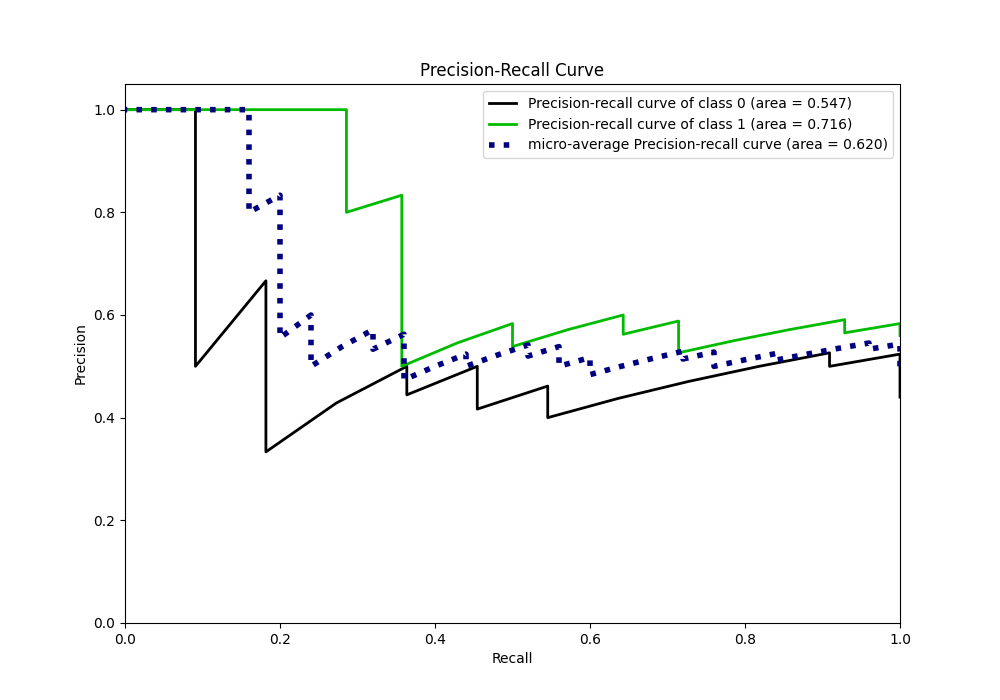 Precision-Recall Curve
Precision-recall curve of class 0 (area = 0.547)
Precision-recall curve of class 1 (area = 0.716)
micro-average Precision-recall curve (area = 0.620)
Precision
1.0
0.8
0.6
0.4
0.2
0.0
0.0 0.2 0.4 0.6 0.8 1.0
Recall